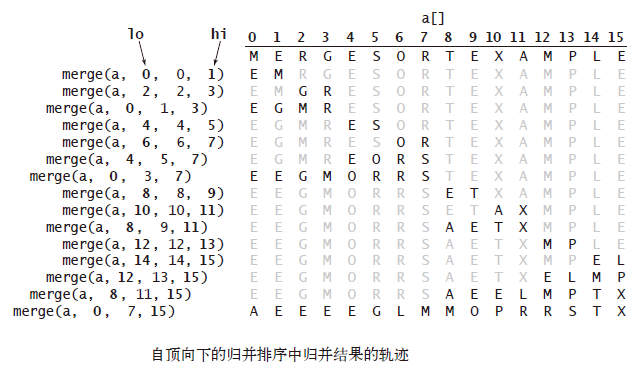 a[]
lo hi 0 1 2 3 4 5 6 7 8 9 10 11 12 13 14 15
M E R G E S O R T E X A M P L E
merge(a, 0, 0, 1) E M R G E S O R T E X A M P L E
merge(a, 2, 2, 3) E M G R E S O R T E X A M P L E
merge(a, 0, 1, 3) E G M R E S O R T E X A M P L E
merge(a, 4, 4, 5) E G M R E S O R T E X A M P L E
merge(a, 6, 6, 7) E G M R E S O R T E X A M P L E
merge(a, 4, 5, 7) E G M R E O R S T E X A M P L E
merge(a, 0, 3, 7) E E G M O R R S T E X A M P L E
merge(a, 8, 8, 9) E E G M O R R S E T X A M P L E
merge(a, 10, 10, 11) E E G M O R R S E T A X M P L E
merge(a, 8, 9, 11) E E G M O R R S A E T X M P L E
merge(a, 12, 12, 13) E E G M O R R S A E T X M P L E
merge(a, 14, 14, 15) E E G M O R R S A E T X M P E L
merge(a, 12, 13, 15) E E G M O R R S A E T X E L M P
merge(a, 8, 11, 15) E E G M O R R S A E E L M P T X
merge(a, 0, 7, 15) A E E E E G L M M O P R R S T X
自顶向下的归并排序中归并结果的轨迹